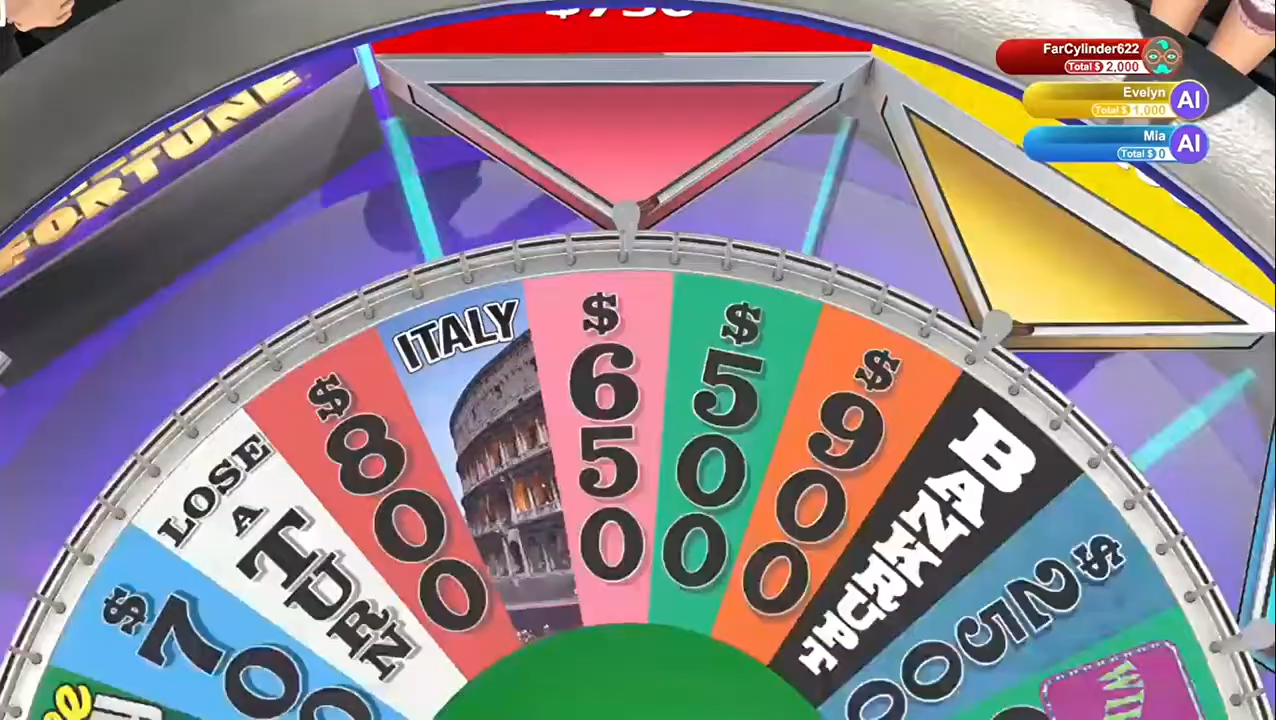 $750
FarCylinder622
Total $ 2,000
Evelyn
Total $ 1,000
AI
Mia
Total $ 0
AI
FORTUNE
$700
LOSE
A
TURN
$800
ITALY
$650
$500
$900
BANKRUPT
$2500